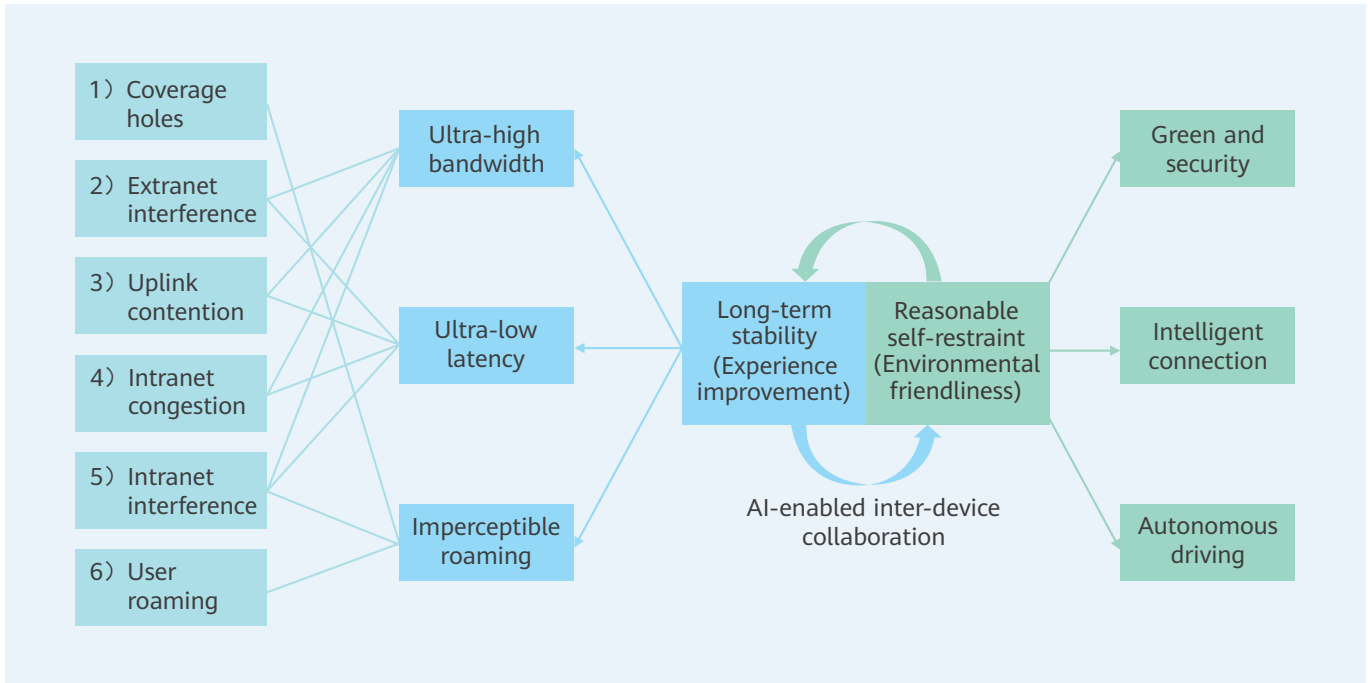 1）Coverage
holes
2）Extranet
interference
3）Uplink
contention
4）Intranet
congestion
5）Intranet
interference
6）User
roaming
Ultra-high
bandwidth
Ultra-low
latency
Imperceptible
roaming
Long-term
stability
(Experience
improvement)
Reasonable
self-restraint
(Environmental
friendliness)
AI-enabled inter-device
collaboration
Green and
security
Intelligent
connection
Autonomous
driving